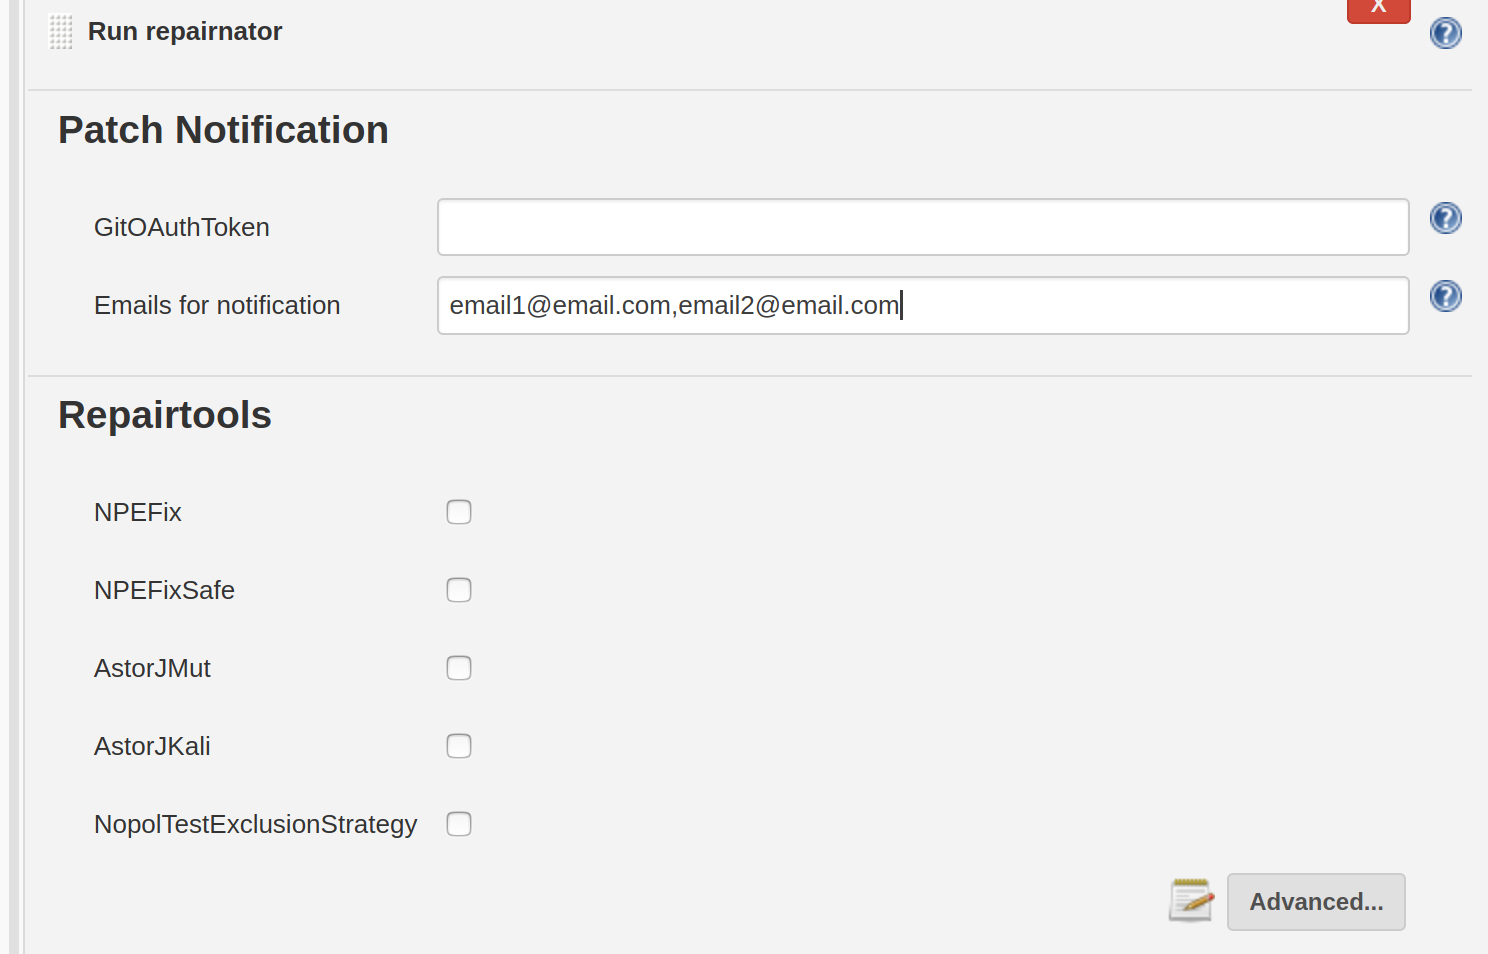 Run repairnator
X
?
Patch Notification
GitOAuthToken
?
Emails for notification email1@email.com,email2@email.com
?
Repairtools
NPEFix
NPEFixSafe
AstorJMut
AstorJKali
NopolTestExclusionStrategy
Advanced...